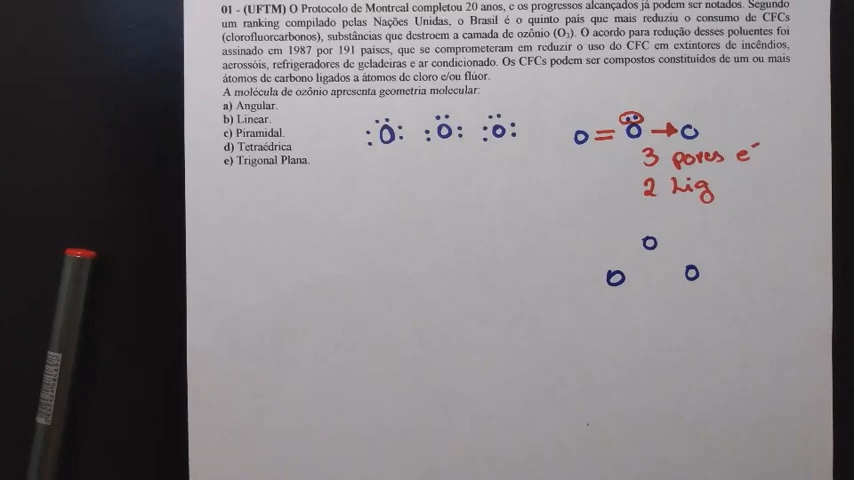 01 - (UFTM) O Protocolo de Montreal completou 20 anos, e os progressos alcançados já podem ser notados. Segundo
um ranking compilado pelas Nações Unidas, o Brasil é o quinto país que mais reduziu o consumo de CFCs
(clorofluorcarbonos), substâncias que destroem a camada de ozônio (O₃). O acordo para redução desses poluentes foi
assinado em 1987 por 191 países, que se comprometeram em reduzir o uso do CFC em extintores de incêndios,
aerossóis, refrigeradores de geladeiras e ar condicionado. Os CFCs podem ser compostos constituídos de um ou mais
átomos de carbono ligados a átomos de cloro e/ou flúor.
A molécula de ozônio apresenta geometria molecular:
a) Angular.
b) Linear.
c) Piramidal.
d) Tetraédrica
e) Trigonal Plana.
O O O
O = O → O
3 pares e⁻
2 Lig
O
O O